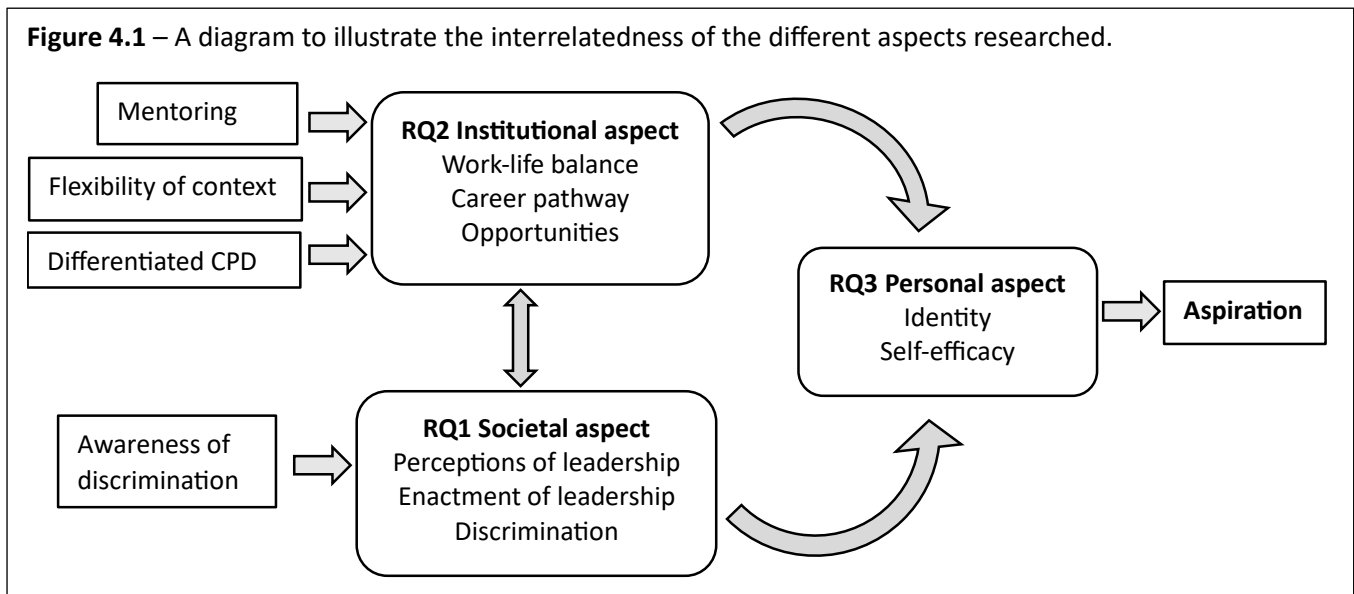 Figure 4.1 – A diagram to illustrate the interrelatedness of the different aspects researched.
Mentoring
Flexibility of context
Differentiated CPD
RQ2 Institutional aspect
Work-life balance
Career pathway
Opportunities
RQ3 Personal aspect
Identity
Self-efficacy
Aspiration
Awareness of
discrimination
RQ1 Societal aspect
Perceptions of leadership
Enactment of leadership
Discrimination